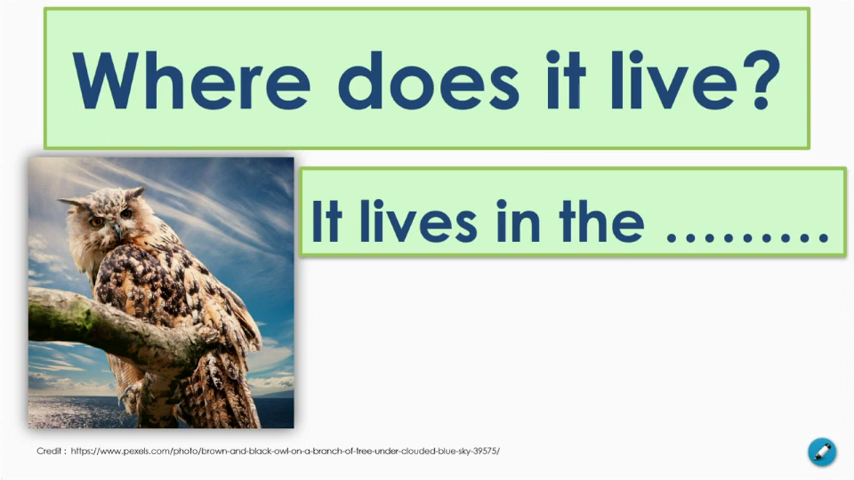 Where does it live?
It lives in the .........
Credit : https://www.pexels.com/photo/brown-and-black-owl-on-a-branch-of-tree-under-clouded-blue-sky-39575/